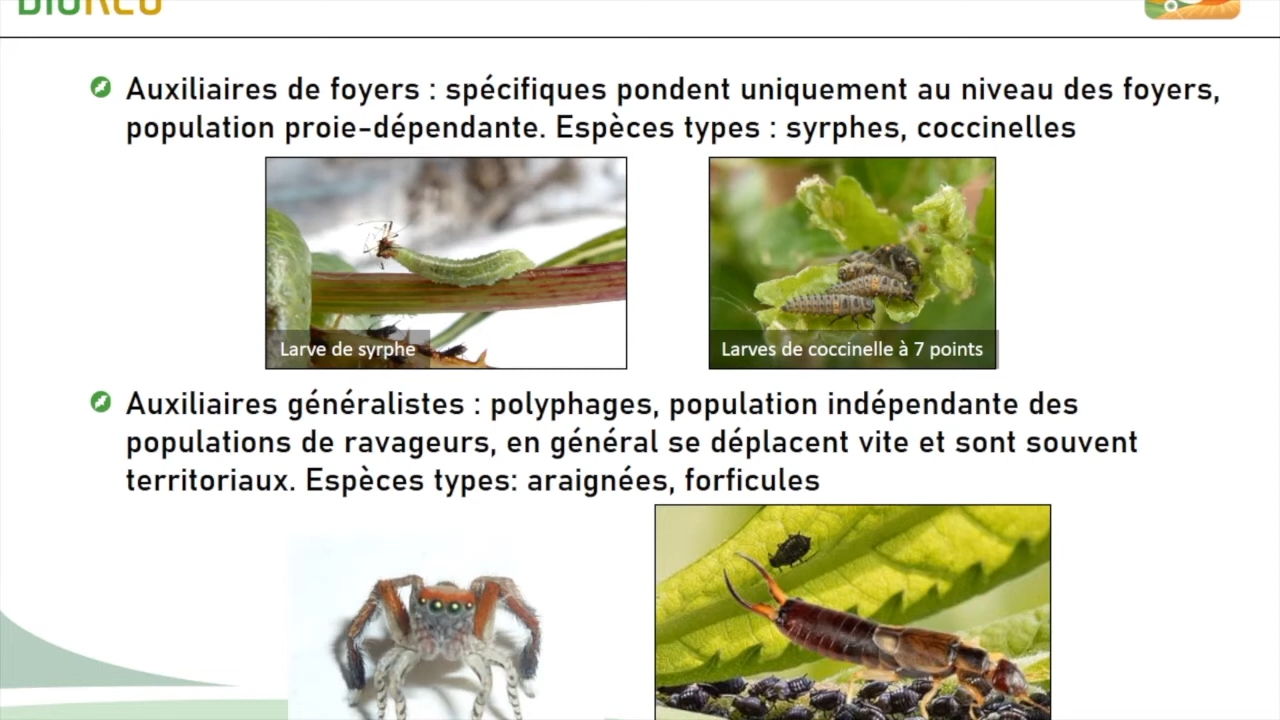 Auxiliaires de foyers : spécifiques pondent uniquement au niveau des foyers,
population proie-dépendante. Espèces types : syrphes, coccinelles
Larve de syrphe
Larves de coccinelle à 7 points
Auxiliaires généralistes : polyphages, population indépendante des
populations de ravageurs, en général se déplacent vite et sont souvent
territoriaux. Espèces types: araignées, forficules